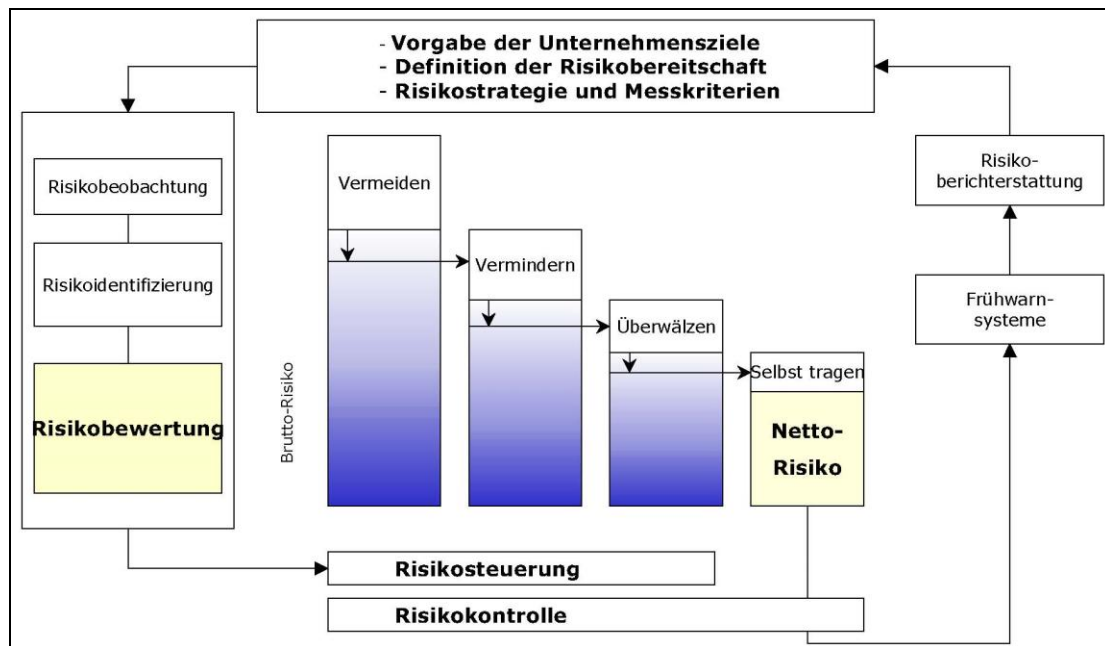 - Vorgabe der Unternehmensziele
- Definition der Risikobereitschaft
- Risikostrategie und Messkriterien
Risikobeobachtung
Risikoidentifizierung
Risikobewertung
Brutto-Risiko
Vermeiden
Vermindern
Überwälzen
Selbst tragen
Netto-
Risiko
Risiko-
berichterstattung
Frühwarn-
systeme
Risikosteuerung
Risikokontrolle